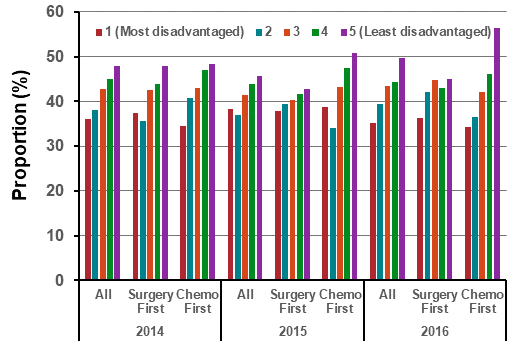 60
1 (Most disadvantaged) 2 3 4 5 (Least disadvantaged)
50
40
30
20
10
0
Proportion (%)
All Surgery First Chemo First All Surgery First Chemo First All Surgery First Chemo First
2014 2015 2016